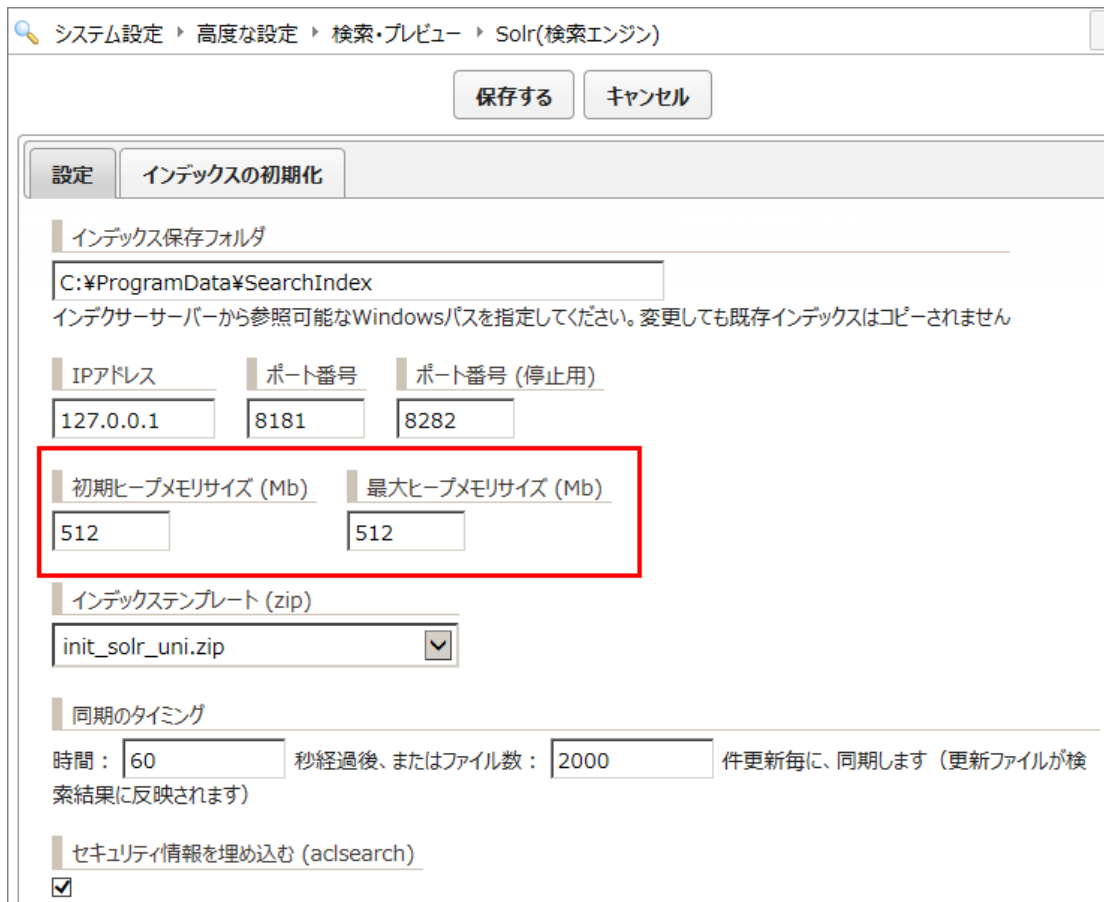 システム設定 ▸ 高度な設定 ▸ 検索・プレビュー ▸ Solr(検索エンジン)
保存する キャンセル
設定 インデックスの初期化
インデックス保存フォルダ
C:¥ProgramData¥SearchIndex
インデクサーサーバーから参照可能なWindowsパスを指定してください。変更しても既存インデックスはコピーされません
IPアドレス ポート番号 ポート番号 (停止用)
127.0.0.1 8181 8282
初期ヒープメモリサイズ (Mb) 最大ヒープメモリサイズ (Mb)
512 512
インデックステンプレート (zip)
init_solr_uni.zip
同期のタイミング
時間： 60 秒経過後、またはファイル数： 2000 件更新毎に、同期します（更新ファイルが検
索結果に反映されます）
セキュリティ情報を埋め込む (aclsearch)